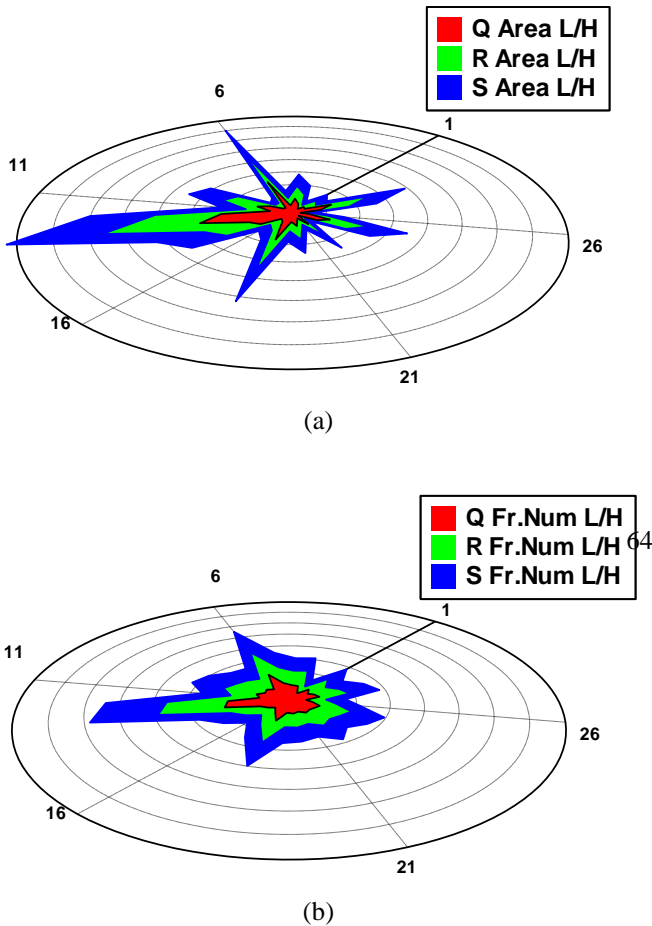 Q Area L/H
R Area L/H
S Area L/H
6
1
11
26
16
21
(a)
Q Fr.Num L/H
R Fr.Num L/H
64
S Fr.Num L/H
6
1
11
26
16
21
(b)